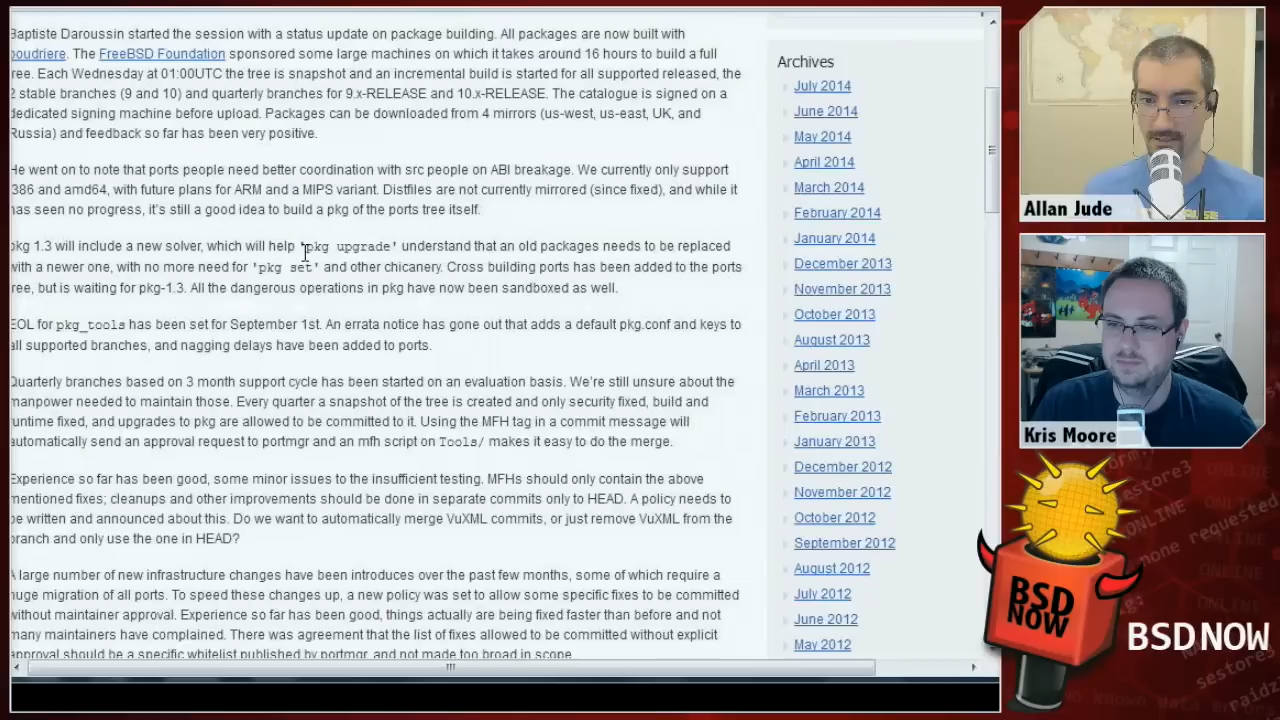 Baptiste Daroussin started the session with a status update on package building. All packages are now built with
poudriere. The FreeBSD Foundation sponsored some large machines on which it takes around 16 hours to build a full
tree. Each Wednesday at 01:00UTC the tree is snapshot and an incremental build is started for all supported released, the
2 stable branches (9 ad 10) and quarterly branches for 9.x-RELEASE and 10.x-RELEASE. The catalogue is signed on a
dedicated signing machine before upload. Packages can be downloaded from 4 mirrors (us-west, us-east, UK, and
Russia) and feedback so far has been very positive.
He went on to note that ports people need better coordination with src people on ABI breakage. We currently only support
i386 and amd64, with future plans for ARM and a MIPS variant. Distfiles are not currently mirrored (since fixed), and while it
has seen no progress, it's still a good idea to build a pkg of the ports tree itself.
pkg 1.3 will include a new solver, which will help 'pkg upgrade' understand that an old packages needs to be replaced
with a newer one, with no more need for 'pkg set' and other chicanery. Cross building ports has been added to the ports
tree, but is waiting for pkg-1.3. All the dangerous operations in pkg have now been sandboxed as well.
EOL for pkg_tools has been set for September 1st. An errata notice has gone out that adds a default pkg.conf and keys to
all supported branches, and nagging delays have been added to ports.
Quarterly branches based on 3 month support cycle has been started on an evaluation basis. We're still unsure about the
manpower needed to maintain those. Every quarter a snapshot of the tree is created and only security fixed, build and
runtime fixed, and upgrades to pkg are allowed to be committed to it. Using the MFH tag in a commit message will
automatically send an approval request to portmgr and an mfh script on Tools/ makes it easy to do the merge.
Experience so far has been good, some minor issues to the insufficient testing. MFHs should only contain the above
mentioned fixes; cleanups and other improvements should be done in separate commits only to HEAD. A policy needs to
be written and announced about this. Do we want to automatically merge VuXML commits, or just remove VuXML from the
branch and only use the one in HEAD?
A large number of new infrastructure changes have been introduces over the past few months, some of which require a
huge migration of all ports. To speed these changes up, a new policy was set to allow some specific fixes to be committed
without maintainer approval. Experience so far has been good, things actually are being fixed faster than before and not
many maintainers have complained. There was agreement that the list of fixes allowed to be committed without explicit
approval should be a specific whitelist published by portmgr, and not made too broad in scope
Archives
July 2014
June 2014
May 2014
April 2014
March 2014
February 2014
January 2014
December 2013
November 2013
October 2013
August 2013
April 2013
March 2013
February 2013
January 2013
December 2012
November 2012
October 2012
September 2012
August 2012
July 2012
June 2012
May 2012
Allan Jude
Kris Moore
BSD
NOW
BSD NOW